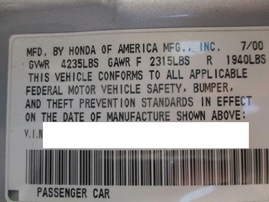 MFD. BY HONDA OF AMERICA MFG., INC. 7/00
GVWR 4235LBS GAWR F 2315LBS R 1940LBS
THIS VEHICLE CONFORMS TO ALL APPLICABLE
FEDERAL MOTOR VEHICLE SAFETY, BUMPER,
AND THEFT PREVENTION STANDARDS IN EFFECT
ON THE DATE OF MANUFACTURE SHOWN ABOVE:
V.I.N
PASSENGER CAR